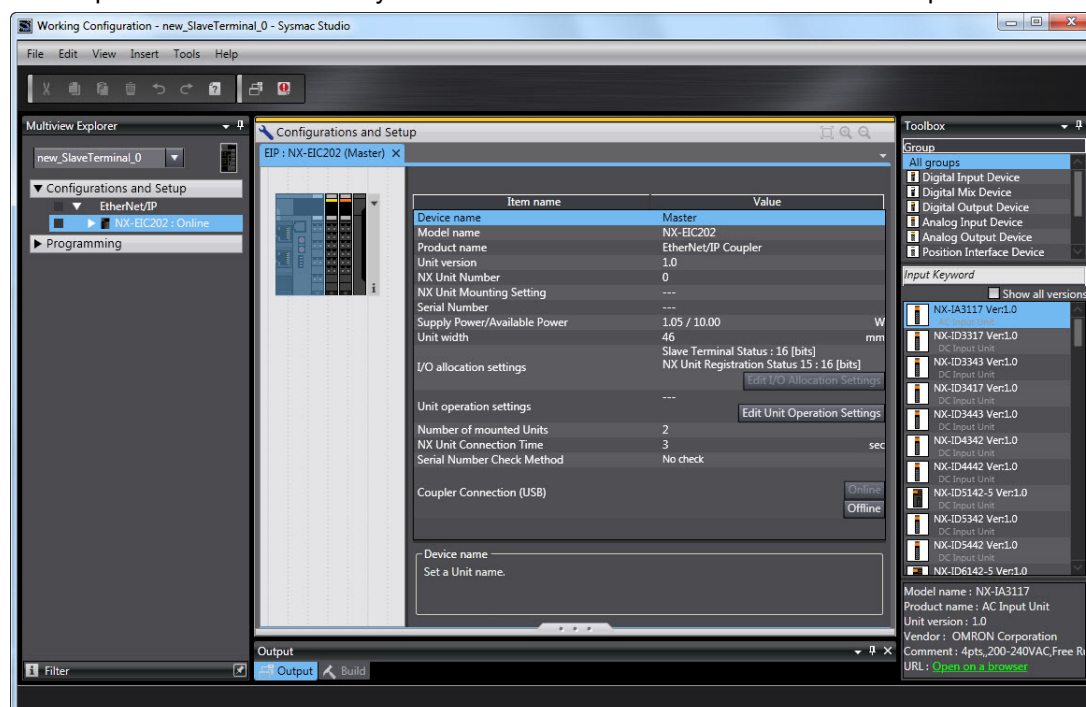 Working Configuration - new_SlaveTerminal_0 - Sysmac Studio
File Edit View Insert Tools Help
Multiview Explorer
new_SlaveTerminal_0
Configurations and Setup
EtherNet/IP
NX-EIC202 : Online
Programming
Filter
Configurations and Setup
EIP : NX-EIC202 (Master)
Item name Value
Device name Master
Model name NX-EIC202
Product name EtherNet/IP Coupler
Unit version 1.0
NX Unit Number 0
NX Unit Mounting Setting ---
Serial Number ---
Supply Power/Available Power 1.05 / 10.00 W
Unit width 46 mm
I/O allocation settings Slave Terminal Status : 16 [bits]
NX Unit Registration Status 15 : 16 [bits]
Edit I/O Allocation Settings
Unit operation settings ---
Edit Unit Operation Settings
Number of mounted Units 2
NX Unit Connection Time 3 sec
Serial Number Check Method No check
Coupler Connection (USB) Online
Offline
Device name
Set a Unit name.
Output
Output Build
Toolbox
Group
All groups
Digital Input Device
Digital Mix Device
Digital Output Device
Analog Input Device
Analog Output Device
Position Interface Device
Input Keyword
Show all versions
NX-IA3117 Ver:1.0
AC Input Unit
NX-ID3317 Ver:1.0
DC Input Unit
NX-ID3343 Ver:1.0
DC Input Unit
NX-ID3417 Ver:1.0
DC Input Unit
NX-ID3443 Ver:1.0
DC Input Unit
NX-ID4342 Ver:1.0
DC Input Unit
NX-ID4442 Ver:1.0
DC Input Unit
NX-ID5142-5 Ver:1.0
DC Input Unit
NX-ID5342 Ver:1.0
DC Input Unit
NX-ID5442 Ver:1.0
DC Input Unit
NX-ID6142-5 Ver:1.0
Model name : NX-IA3117
Product name : AC Input Unit
Unit version : 1.0
Vendor : OMRON Corporation
Comment : 4pts,,200-240VAC,Free Ru
URL : Open on a browser